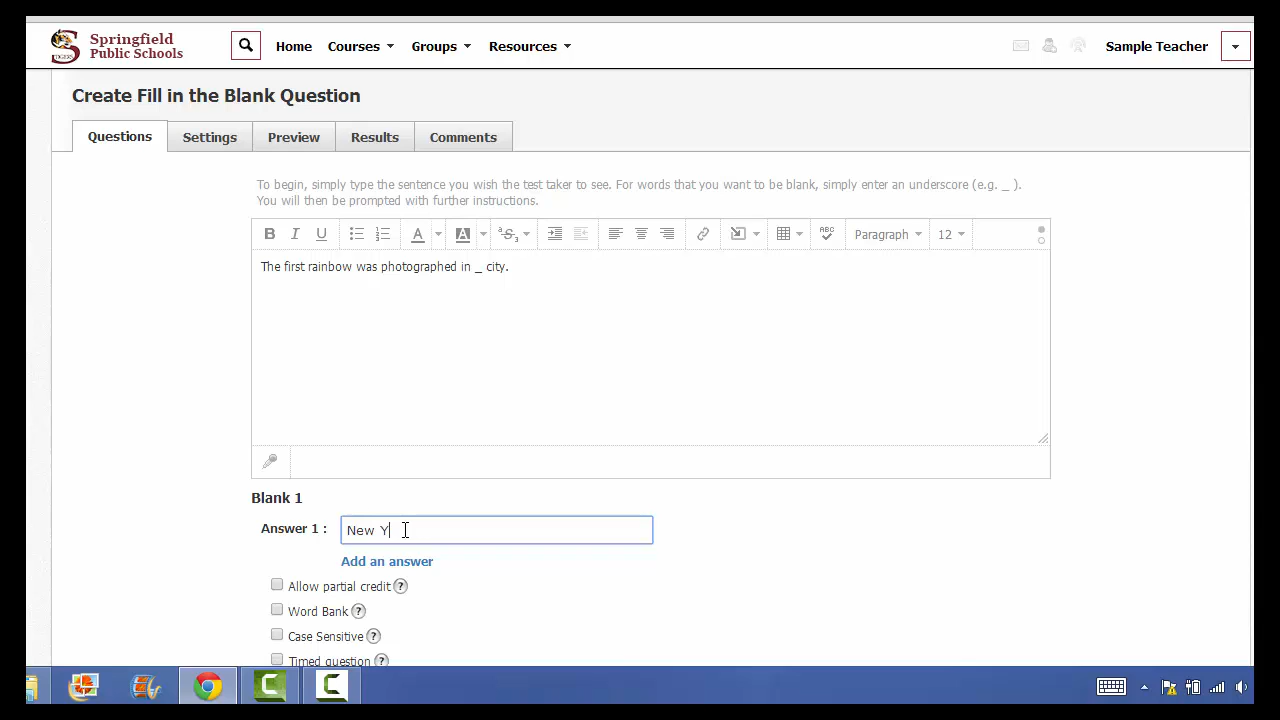 Springfield
Public Schools
Home Courses Groups Resources
Sample Teacher
Create Fill in the Blank Question
Questions Settings Preview Results Comments
To begin, simply type the sentence you wish the test taker to see. For words that you want to be blank, simply enter an underscore (e.g. _ ).
You will then be prompted with further instructions.
B I U A A ABC Paragraph 12
The first rainbow was photographed in _ city.
Blank 1
Answer 1 : New Y
Add an answer
Allow partial credit ?
Word Bank ?
Case Sensitive ?
Timed question ?